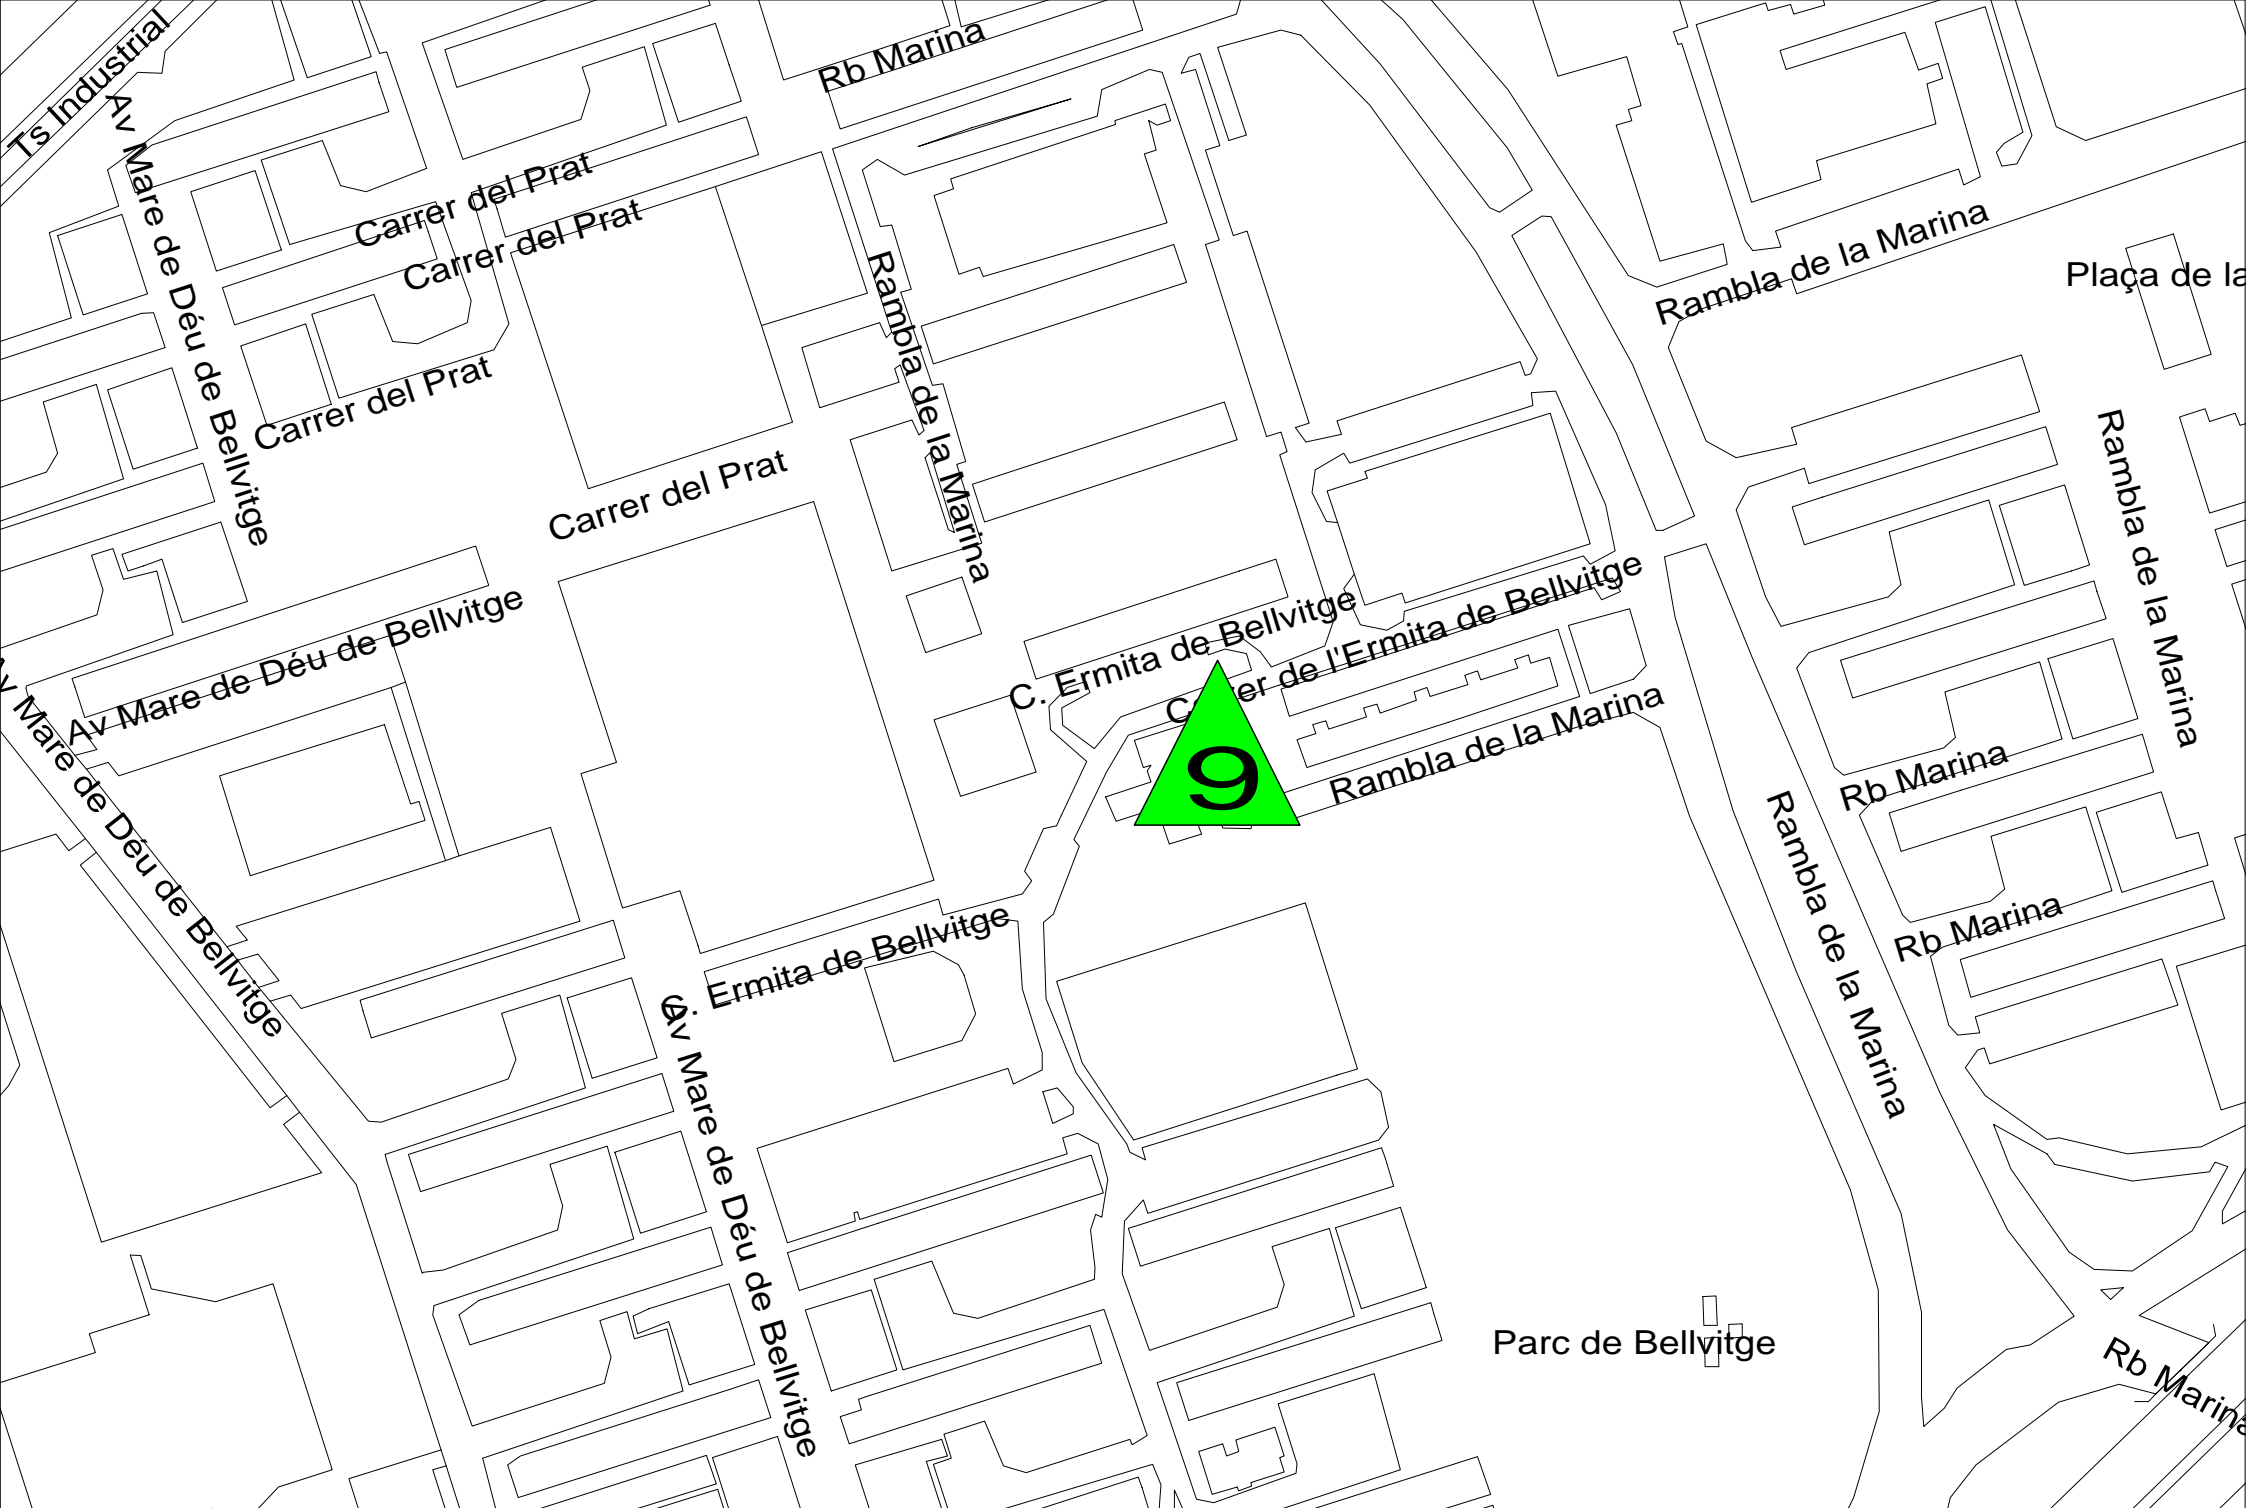 Ts Industrial
Rb Marina
Av Mare de Déu de Bellvitge
Carrer del Prat
Carrer del Prat
Rambla de la Marina
Plaça de la
Rambla de la Marina
Carrer del Prat
Rambla de la Marina
Carrer del Prat
Av Mare de Déu de Bellvitge
C. Ermita de Bellvitge
Carrer de l'Ermita de Bellvitge
Av Mare de Déu de Bellvitge
Rambla de la Marina
9
Rb Marina
Rambla de la Marina
Rb Marina
C. Ermita de Bellvitge
Av Mare de Déu de Bellvitge
Parc de Bellvitge
Rb Marina